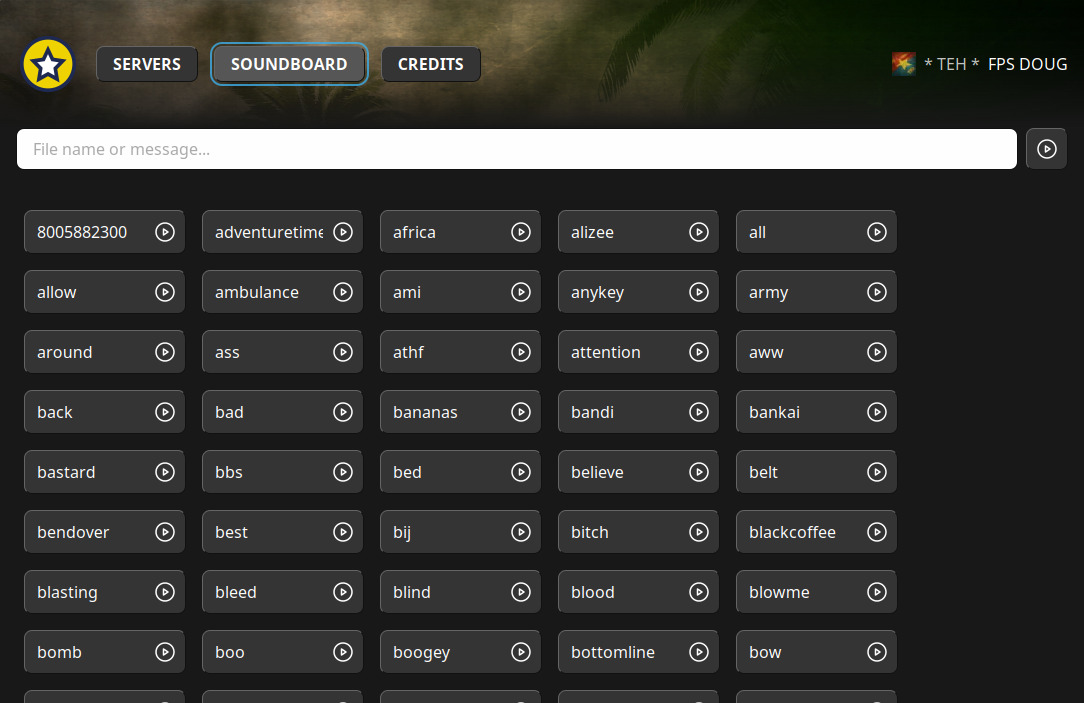 SERVERS SOUNDBOARD CREDITS * TEH * FPS DOUG
File name or message...
8005882300 adventuretime africa alizee all
allow ambulance ami anykey army
around ass athf attention aww
back bad bananas bandi bankai
bastard bbs bed believe belt
bendover best bij bitch blackcoffee
blasting bleed blind blood blowme
bomb boo boogey bottomline bow